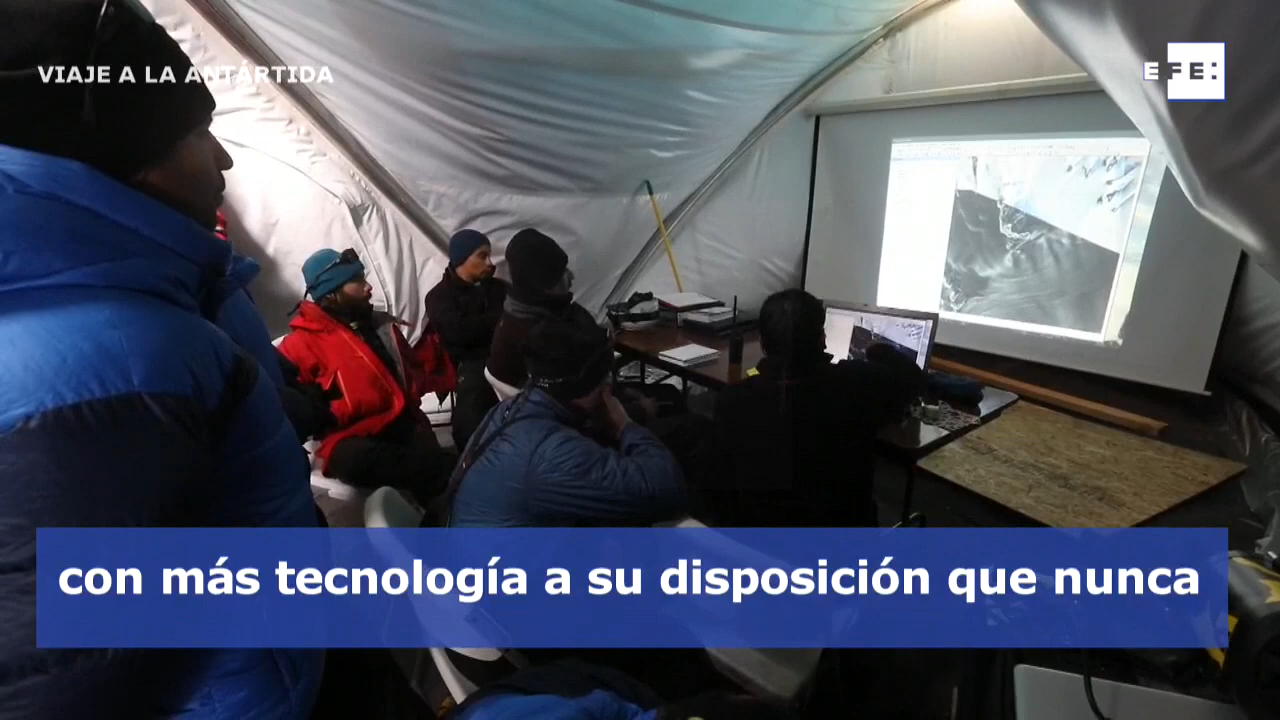 VIAJE A LA ANTÁRTIDA
EFE:
con más tecnología a su disposición que nunca